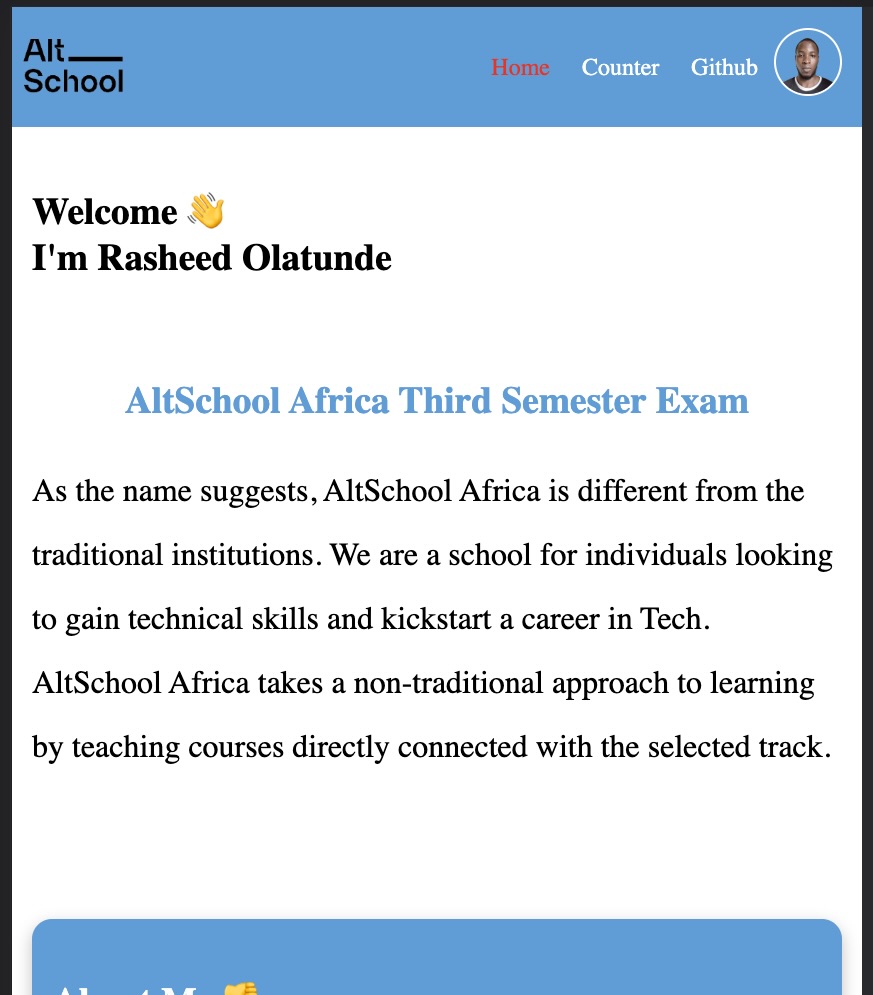 Alt
School
Home Counter Github
Welcome 👋
I'm Rasheed Olatunde
AltSchool Africa Third Semester Exam
As the name suggests, AltSchool Africa is different from the
traditional institutions. We are a school for individuals looking
to gain technical skills and kickstart a career in Tech.
AltSchool Africa takes a non-traditional approach to learning
by teaching courses directly connected with the selected track.